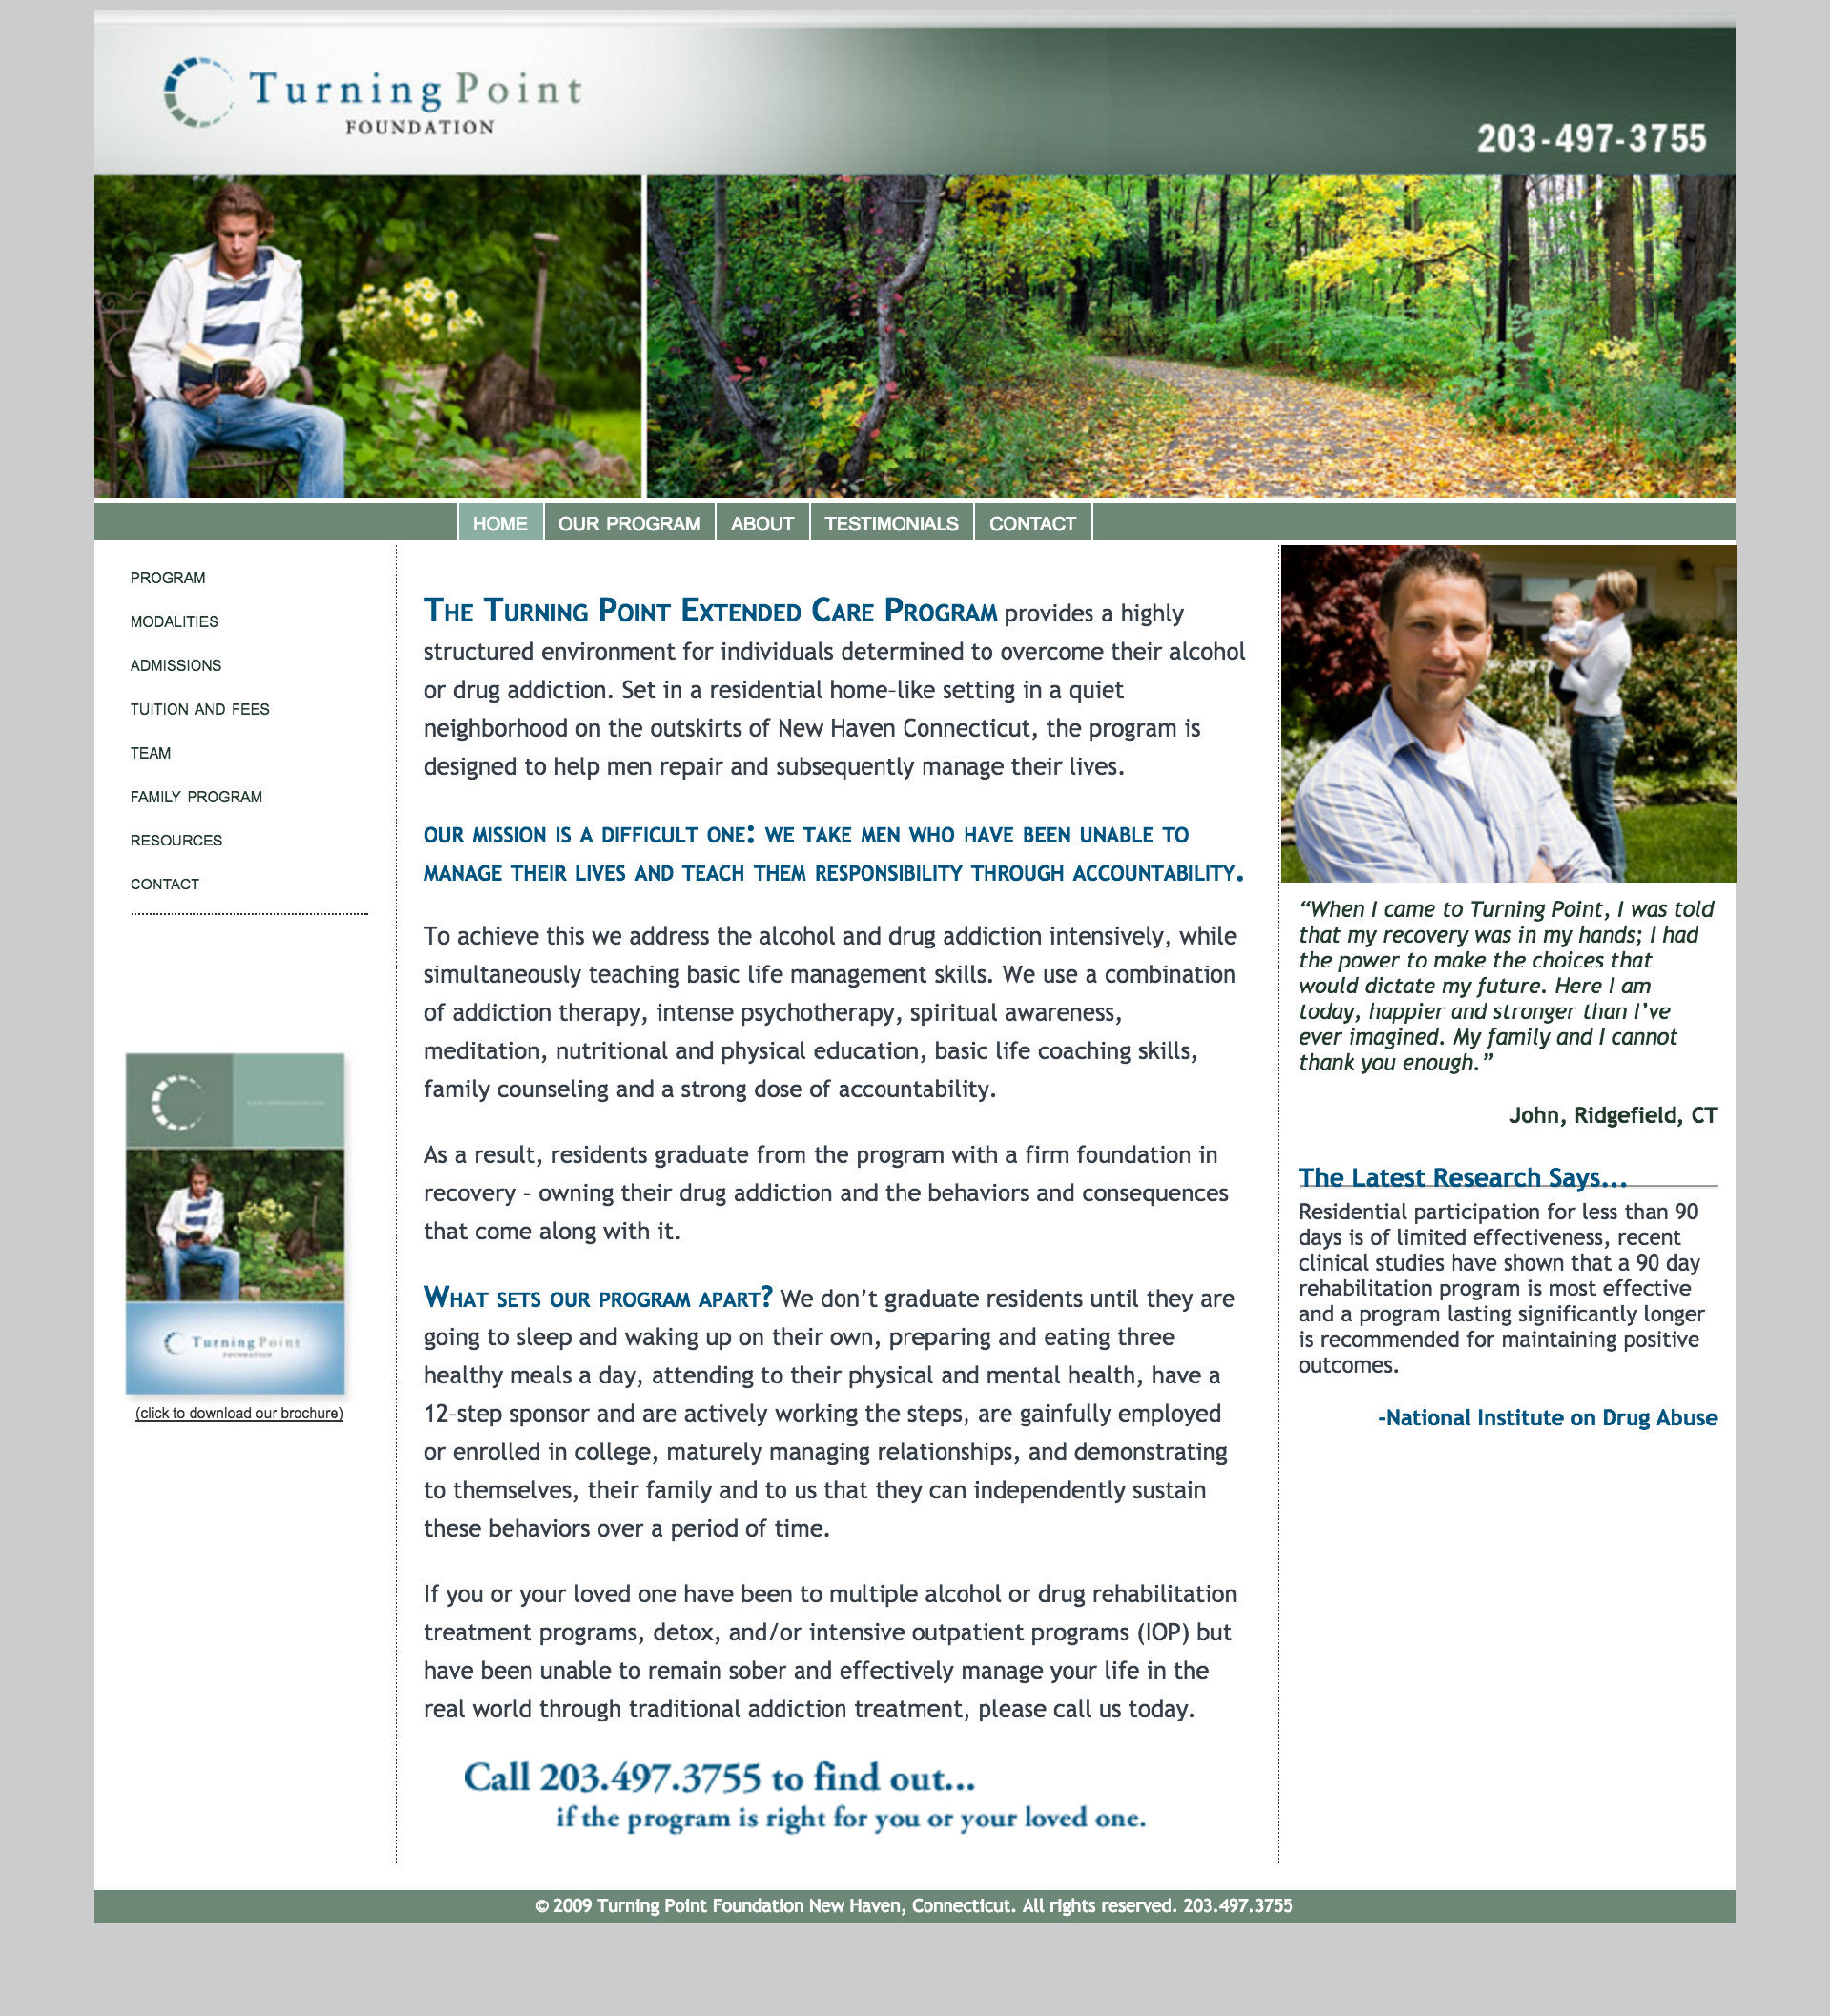 Turning Point
FOUNDATION
203-497-3755
HOME
OUR PROGRAM
ABOUT
TESTIMONIALS
CONTACT
PROGRAM
MODALITIES
ADMISSIONS
TUITION AND FEES
TEAM
FAMILY PROGRAM
RESOURCES
CONTACT
Turning Point
FOUNDATION
(click to download our brochure)
The Turning Point Extended Care Program provides a highly
structured environment for individuals determined to overcome their alcohol
or drug addiction. Set in a residential home-like setting in a quiet
neighborhood on the outskirts of New Haven Connecticut, the program is
designed to help men repair and subsequently manage their lives.
our mission is a difficult one: we take men who have been unable to
manage their lives and teach them responsibility through accountability.
To achieve this we address the alcohol and drug addiction intensively, while
simultaneously teaching basic life management skills. We use a combination
of addiction therapy, intense psychotherapy, spiritual awareness,
meditation, nutritional and physical education, basic life coaching skills,
family counseling and a strong dose of accountability.
As a result, residents graduate from the program with a firm foundation in
recovery – owning their drug addiction and the behaviors and consequences
that come along with it.
What sets our program apart? We don’t graduate residents until they are
going to sleep and waking up on their own, preparing and eating three
healthy meals a day, attending to their physical and mental health, have a
12-step sponsor and are actively working the steps, are gainfully employed
or enrolled in college, maturely managing relationships, and demonstrating
to themselves, their family and to us that they can independently sustain
these behaviors over a period of time.
If you or your loved one have been to multiple alcohol or drug rehabilitation
treatment programs, detox, and/or intensive outpatient programs (IOP) but
have been unable to remain sober and effectively manage your life in the
real world through traditional addiction treatment, please call us today.
Call 203.497.3755 to find out...
if the program is right for you or your loved one.
“When I came to Turning Point, I was told
that my recovery was in my hands; I had
the power to make the choices that
would dictate my future. Here I am
today, happier and stronger than I’ve
ever imagined. My family and I cannot
thank you enough.”
John, Ridgefield, CT
The Latest Research Says...
Residential participation for less than 90
days is of limited effectiveness, recent
clinical studies have shown that a 90 day
rehabilitation program is most effective
and a program lasting significantly longer
is recommended for maintaining positive
outcomes.
-National Institute on Drug Abuse
© 2009 Turning Point Foundation New Haven, Connecticut. All rights reserved. 203.497.3755